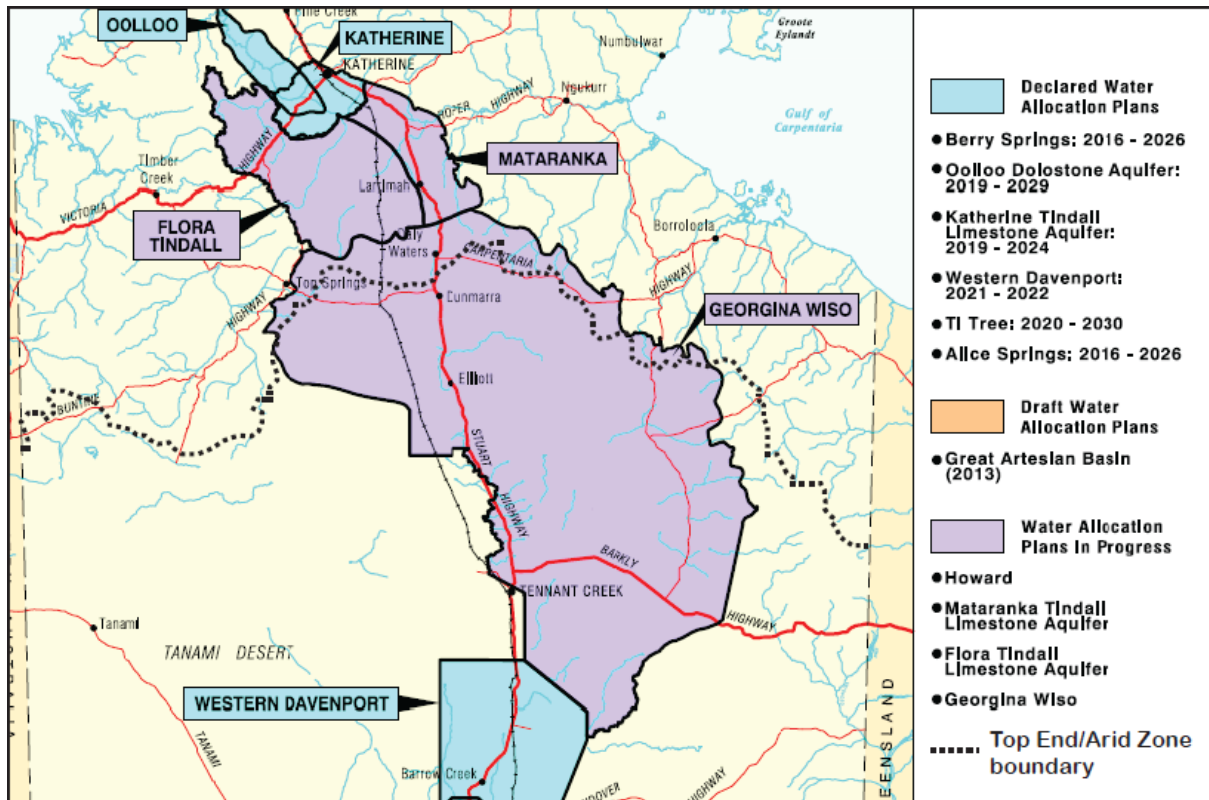 OOLLOO
Pine Creek
KATHERINE
KATHERINE
Groote
Eylandt
Numbulwar
Ngukurr
ROPER HIGHWAY
Gulf of
Carpentaria
MATARANKA
HIGHWAY
Timber
Creek
Larrimah
VICTORIA
FLORA
TINDALL
Daly
Waters
CARPENTARIA
Borroloola
HIGHWAY
Top Springs
Dunmarra
HIGHWAY
GEORGINA WISO
Elliott
BUNTINE
STUART
HIGHWAY
BARKLY
HIGHWAY
TENNANT CREEK
Tanami
TANAMI DESERT
WESTERN DAVENPORT
TANAMI
Barrow Creek
HIGHWAY
EENSLAND
Declared Water
Allocation Plans
●Berry Springs: 2016 - 2026
●Oolloo Dolostone Aquifer:
2019 - 2029
●Katherine Tindall
Limestone Aquifer:
2019 - 2024
●Western Davenport:
2021 - 2022
●Ti Tree: 2020 - 2030
●Alice Springs: 2016 - 2026
Draft Water
Allocation Plans
●Great Artesian Basin
(2013)
Water Allocation
Plans In Progress
●Howard
●Mataranka Tindall
Limestone Aquifer
●Flora Tindall
Limestone Aquifer
●Georgina Wiso
Top End/Arid Zone
boundary